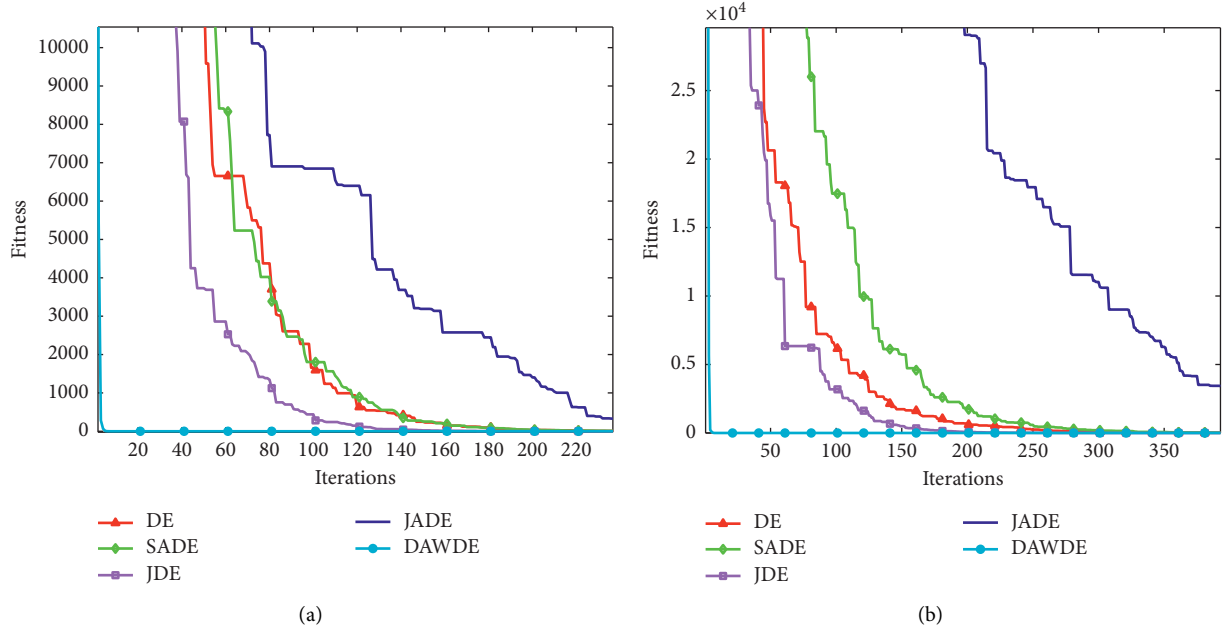 10000
9000
8000
7000
6000
5000
4000
3000
2000
1000
0
Fitness
20 40 60 80 100 120 140 160 180 200 220
Iterations
DE
SADE
JDE
JADE
DAWDE
(a)
×10^4
2.5
2
1.5
1
0.5
0
Fitness
50 100 150 200 250 300 350
Iterations
DE
SADE
JDE
JADE
DAWDE
(b)